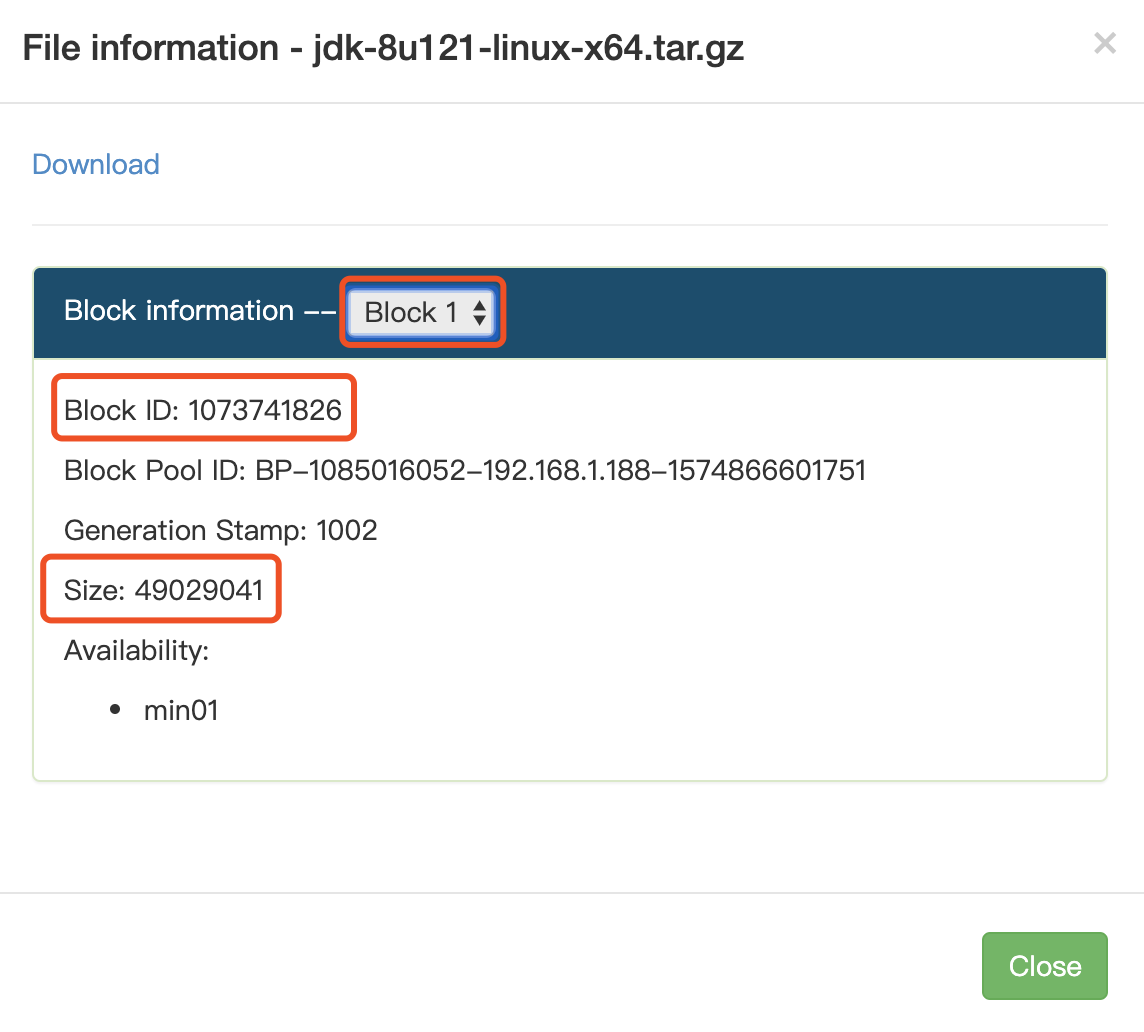 File information - jdk-8u121-linux-x64.tar.gz
×
Download
Block information -- Block 1
Block ID: 1073741826
Block Pool ID: BP-1085016052-192.168.1.188-1574866601751
Generation Stamp: 1002
Size: 49029041
Availability:
• min01
Close